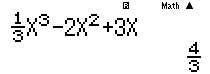 R Math ▲
1/3X³−2X²+3X
4/3